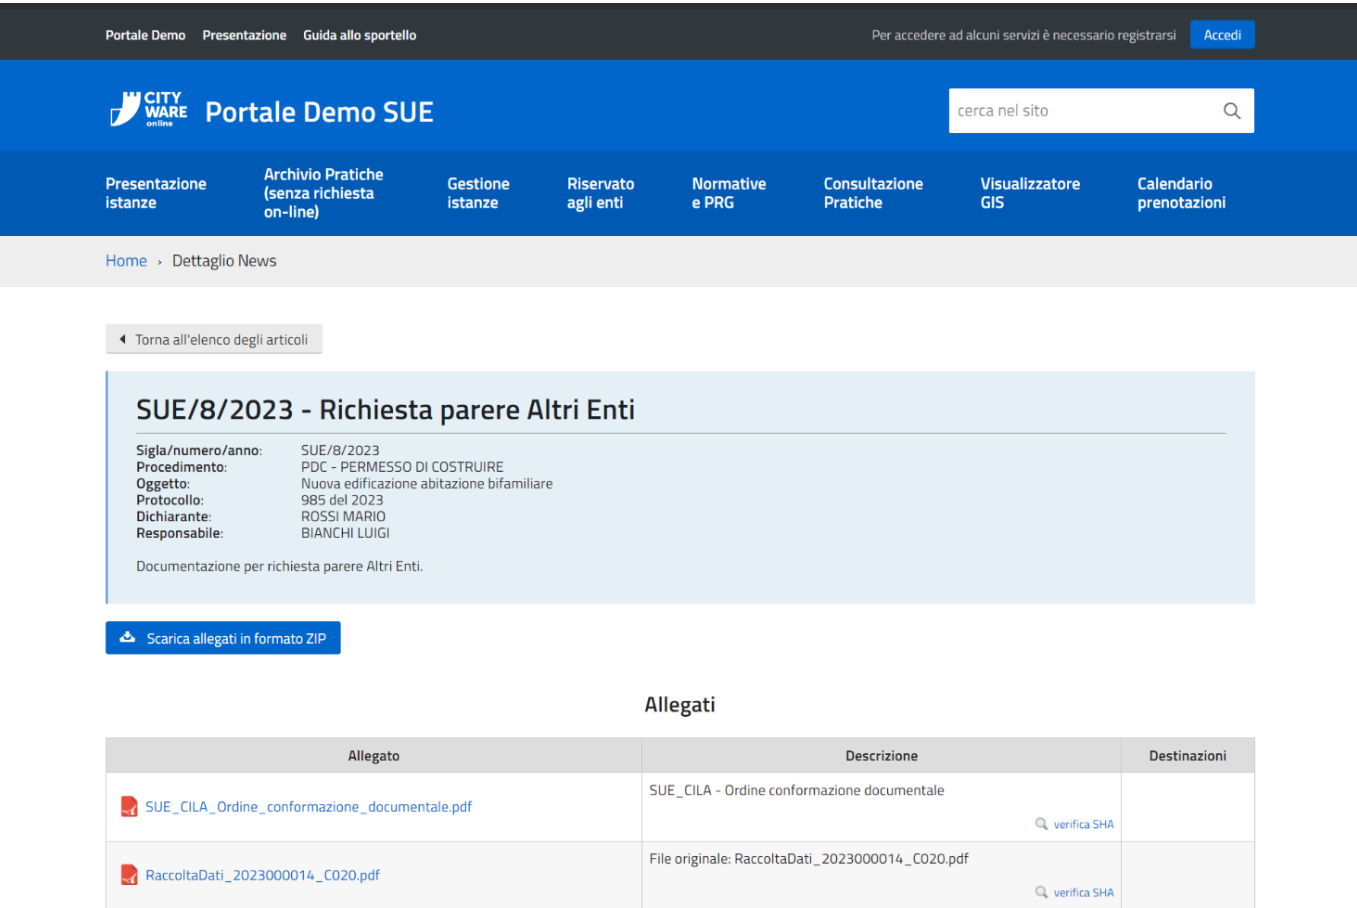 Portale Demo Presentazione Guida allo sportello Per accedere ad alcuni servizi è necessario registrarsi Accedi
CITY
WARE
online
Portale Demo SUE
cerca nel sito
Presentazione
istanze
Archivio Pratiche
(senza richiesta
on-line)
Gestione
istanze
Riservato
agli enti
Normative
e PRG
Consultazione
Pratiche
Visualizzatore
GIS
Calendario
prenotazioni
Home › Dettaglio News
Torna all'elenco degli articoli
SUE/8/2023 - Richiesta parere Altri Enti
Sigla/numero/anno: SUE/8/2023
Procedimento: PDC - PERMESSO DI COSTRUIRE
Oggetto: Nuova edificazione abitazione bifamiliare
Protocollo: 985 del 2023
Dichiarante: ROSSI MARIO
Responsabile: BIANCHI LUIGI
Documentazione per richiesta parere Altri Enti.
Scarica allegati in formato ZIP
Allegati
Allegato Descrizione Destinazioni
SUE_CILA_Ordine_conformazione_documentale.pdf
SUE_CILA - Ordine conformazione documentale
verifica SHA
RaccoltaDati_2023000014_C020.pdf
File originale: RaccoltaDati_2023000014_C020.pdf
verifica SHA